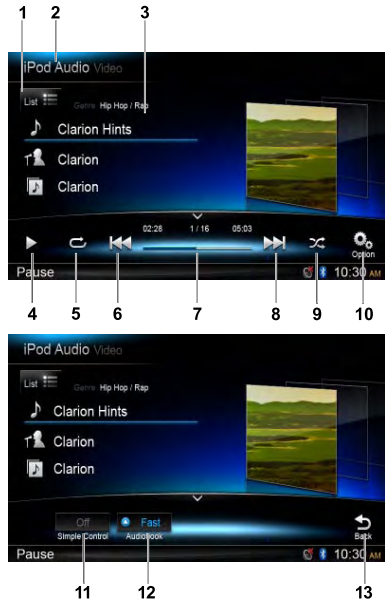 1 2 3
iPod Audio Video
List
Genre Hip Hop / Rap
Clarion Hints
Clarion
Clarion
02:28 1 / 16 05:03
Option
Pause 10:30 AM
4 5 6 7 8 9 10
iPod Audio Video
List
Genre Hip Hop / Rap
Clarion Hints
Clarion
Clarion
Off Fast
Simple Control Audiobook Back
Pause 10:30 AM
11 12 13